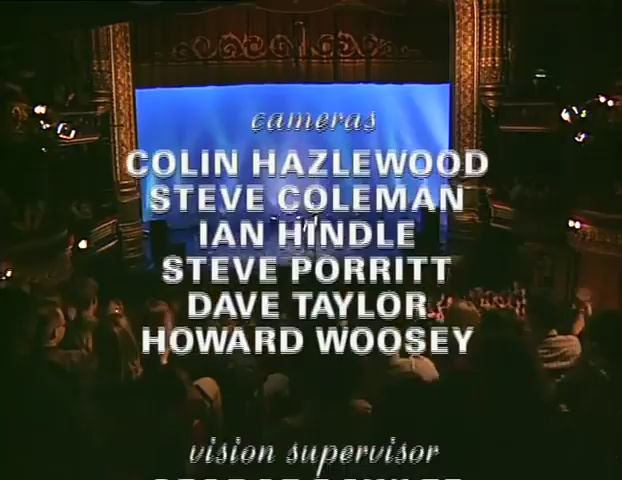 cameras
COLIN HAZLEWOOD
STEVE COLEMAN
IAN HINDLE
STEVE PORRITT
DAVE TAYLOR
HOWARD WOOSEY
vision supervisor